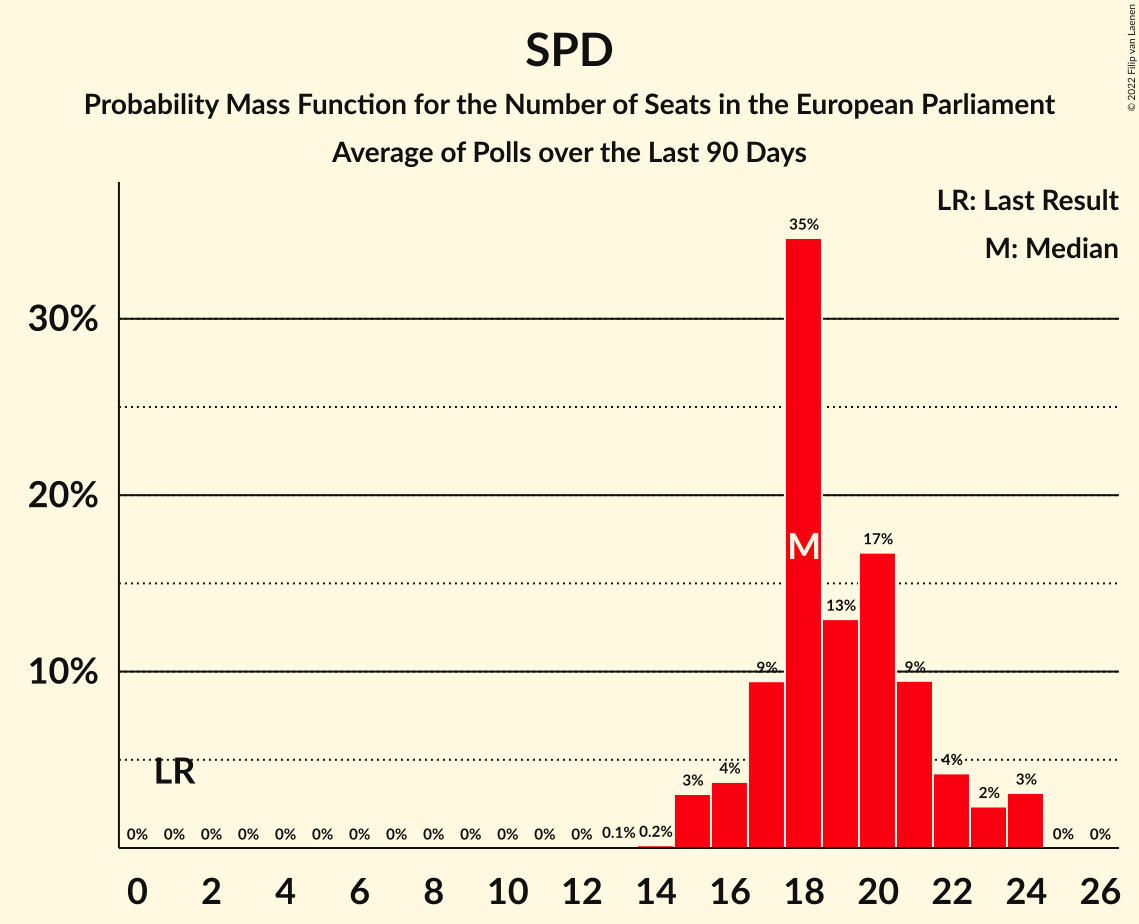 SPD
Probability Mass Function for the Number of Seats in the European Parliament
Average of Polls over the Last 90 Days
© 2022 Filip van Laenen
LR: Last Result
M: Median
35%
30%
20%
M
17%
13%
10%
9%
9%
LR
3%
4%
4%
2%
3%
0% 0% 0% 0% 0% 0% 0% 0% 0% 0% 0% 0% 0% 0.1% 0.2% 0% 0%
0 2 4 6 8 10 12 14 16 18 20 22 24 26